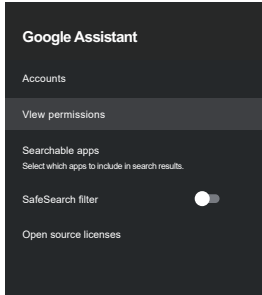 Google Assistant
Accounts
VIew permissions
Searchable apps
Select which apps to include in search results.
SafeSearch filter
Open source licenses